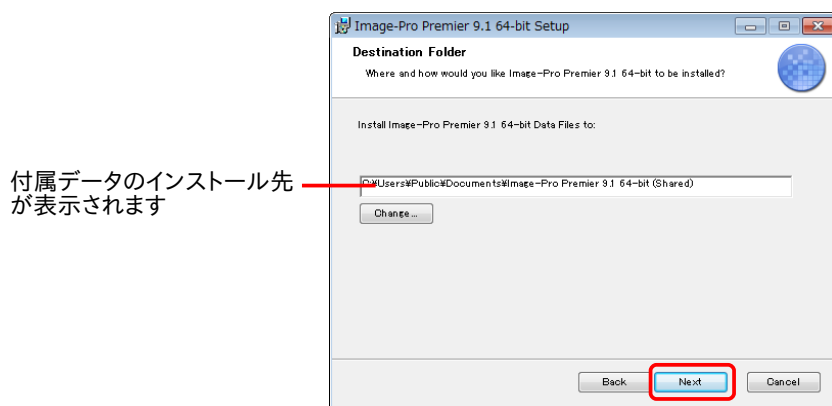 Image-Pro Premier 9.1 64-bit Setup
Destination Folder
Where and how would you like Image-Pro Premier 9.1 64-bit to be installed?
Install Image-Pro Premier 9.1 64-bit Data Files to:
付属データのインストール先
が表示されます
C:¥Users¥Public¥Documents¥Image-Pro Premier 9.1 64-bit (Shared)
Change...
Back
Next
Cancel